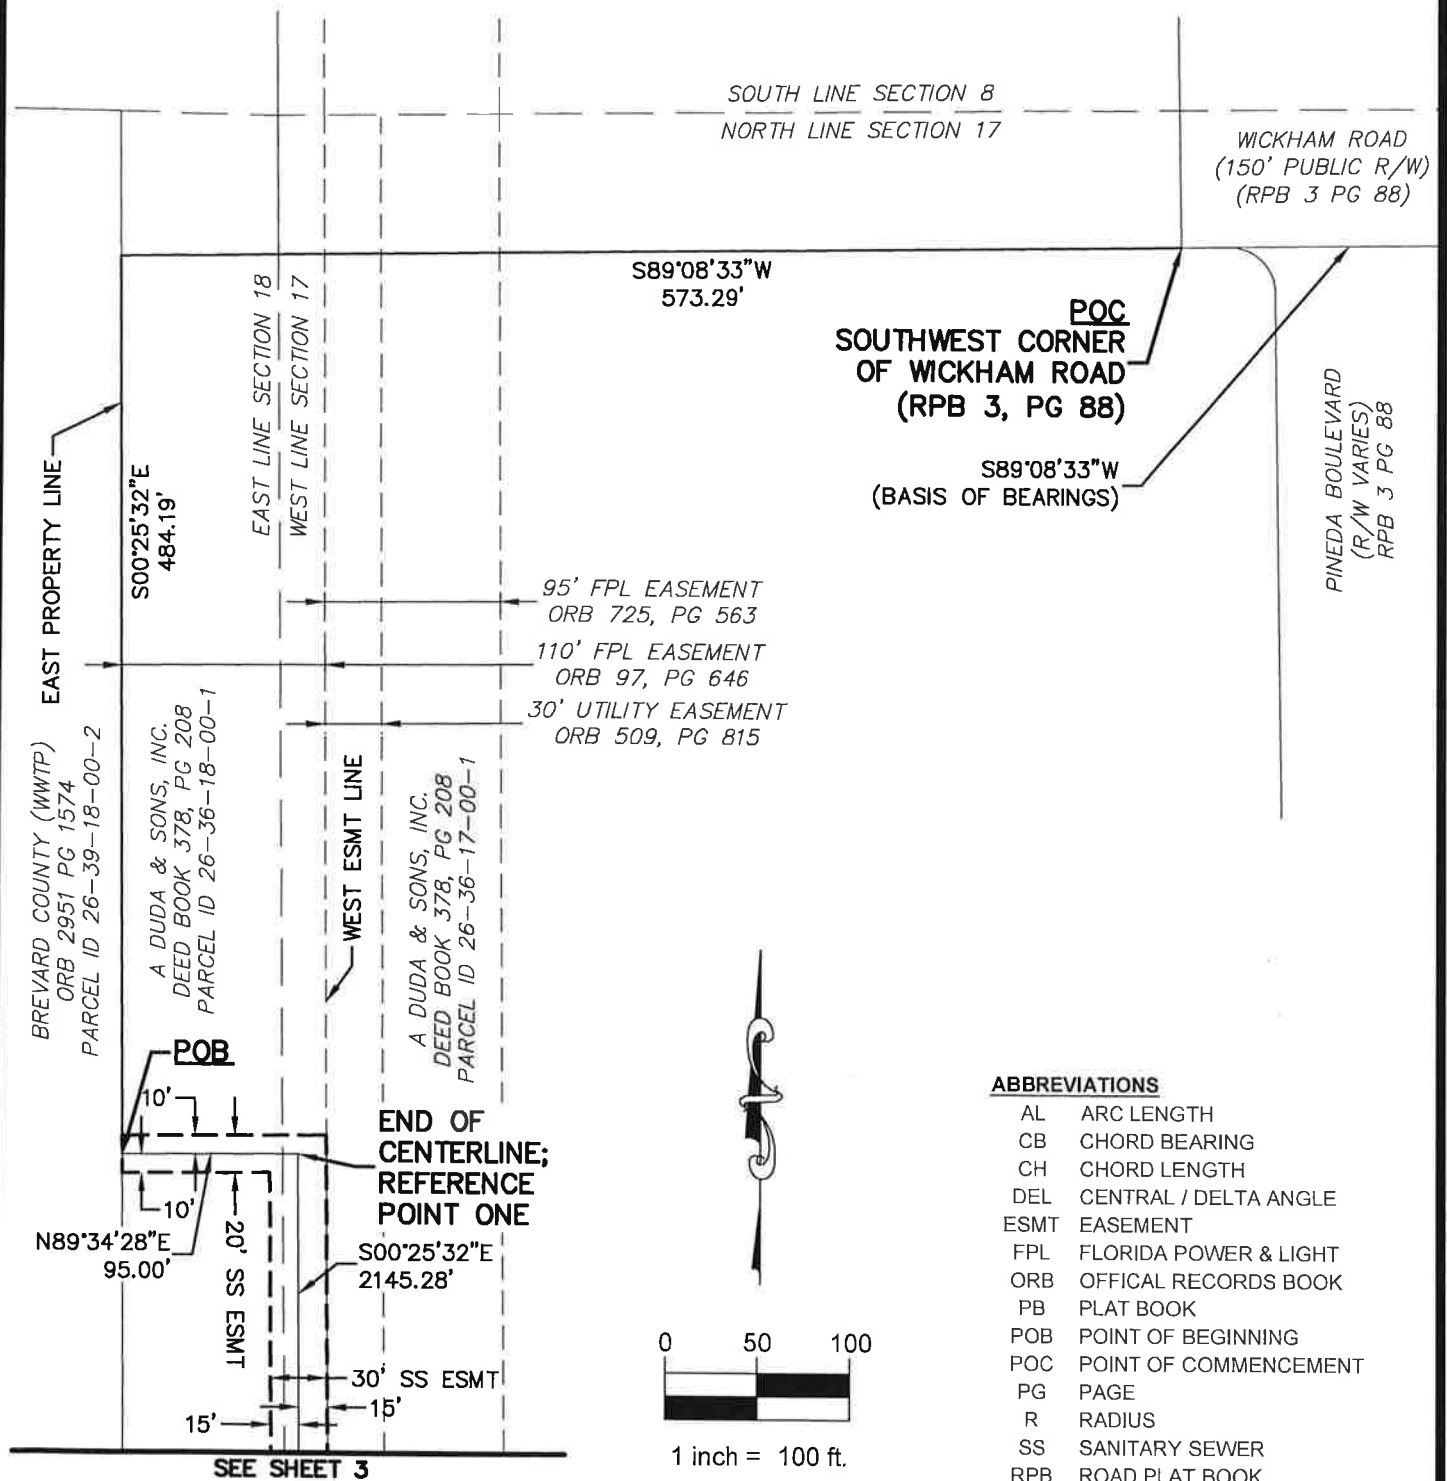 SOUTH LINE SECTION 8
NORTH LINE SECTION 17
WICKHAM ROAD
(150' PUBLIC R/W)
(RPB 3 PG 88)
S89°08'33"W
573.29'
EAST LINE SECTION 18
WEST LINE SECTION 17
POC
SOUTHWEST CORNER
OF WICKHAM ROAD
(RPB 3, PG 88)
S89°08'33"W
(BASIS OF BEARINGS)
PINEDA BOULEVARD
(R/W VARIES)
RPB 3 PG 88
EAST PROPERTY LINE
S00°25'32"E
484.19'
95' FPL EASEMENT
ORB 725, PG 563
110' FPL EASEMENT
ORB 97, PG 646
30' UTILITY EASEMENT
ORB 509, PG 815
BREVARD COUNTY (WWTP)
ORB 2951 PG 1574
PARCEL ID 26-39-18-00-2
A DUDA & SONS, INC.
DEED BOOK 378, PG 208
PARCEL ID 26-36-18-00-1
WEST ESMT LINE
A DUDA & SONS, INC.
DEED BOOK 378, PG 208
PARCEL ID 26-36-17-00-1
POB
10'
10'
N89°34'28"E
95.00'
20' SS ESMT
END OF
CENTERLINE;
REFERENCE
POINT ONE
S00°25'32"E
2145.28'
30' SS ESMT
15'
15'
SEE SHEET 3
0 50 100
1 inch = 100 ft.
ABBREVIATIONS
AL ARC LENGTH
CB CHORD BEARING
CH CHORD LENGTH
DEL CENTRAL / DELTA ANGLE
ESMT EASEMENT
FPL FLORIDA POWER & LIGHT
ORB OFFICAL RECORDS BOOK
PB PLAT BOOK
POB POINT OF BEGINNING
POC POINT OF COMMENCEMENT
PG PAGE
R RADIUS
SS SANITARY SEWER
RPB ROAD PLAT BOOK